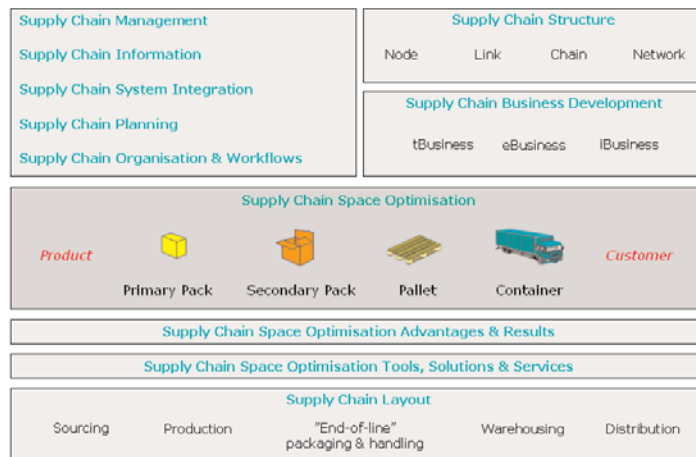 Supply Chain Management
Supply Chain Information
Supply Chain System Integration
Supply Chain Planning
Supply Chain Organisation & Workflows
Supply Chain Structure
Node Link Chain Network
Supply Chain Business Development
tBusiness eBusiness iBusiness
Supply Chain Space Optimisation
Product Customer
Primary Pack Secondary Pack Pallet Container
Supply Chain Space Optimisation Advantages & Results
Supply Chain Space Optimisation Tools, Solutions & Services
Supply Chain Layout
Sourcing Production "End-of-line" Warehousing Distribution
packaging & handling